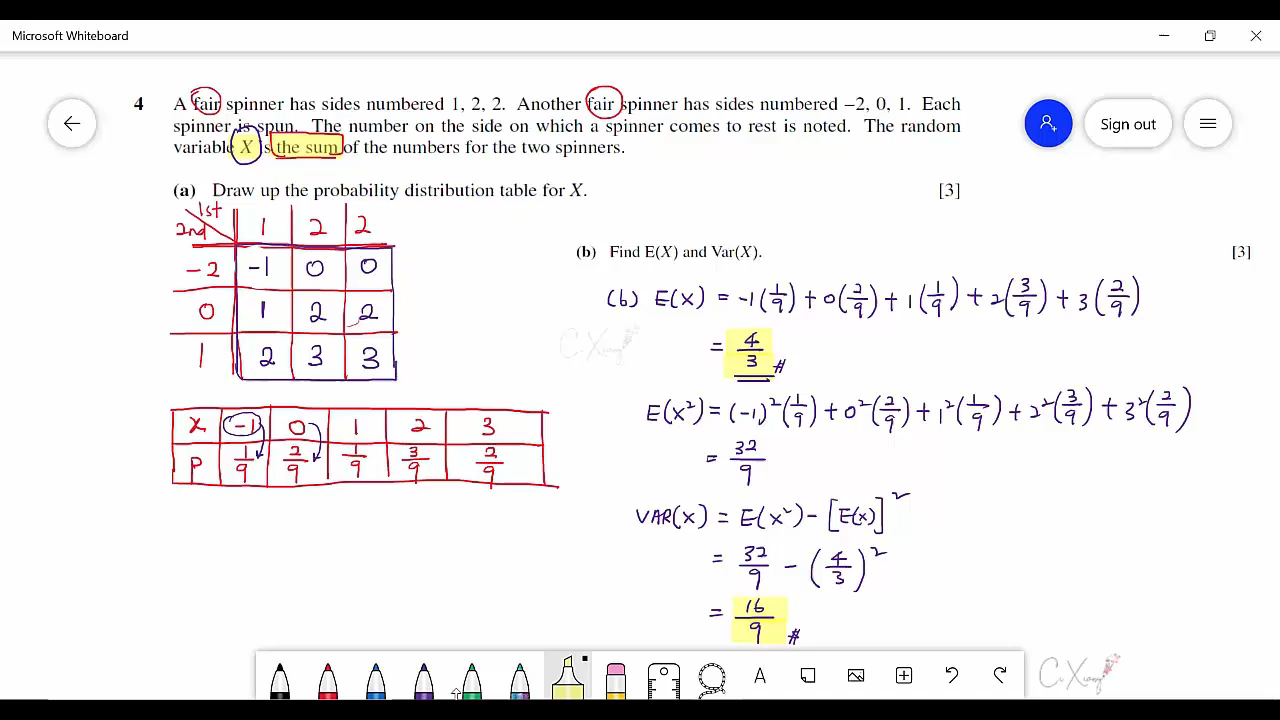 Microsoft Whiteboard
4 A fair spinner has sides numbered 1, 2, 2. Another fair spinner has sides numbered −2, 0, 1. Each
spinner is spun. The number on the side on which a spinner comes to rest is noted. The random
variable X is the sum of the numbers for the two spinners.
Sign out
(a) Draw up the probability distribution table for X. [3]
1st
2nd 1 2 2
-2 -1 0 0
0 1 2 2
1 2 3 3
X -1 0 1 2 3
P 1/9 2/9 1/9 3/9 2/9
(b) Find E(X) and Var(X). [3]
(b) E(X) = -1(1/9) + 0(2/9) + 1(1/9) + 2(3/9) + 3(2/9)
= 4/3 #
E(X²) = (-1)²(1/9) + 0²(2/9) + 1²(1/9) + 2²(3/9) + 3²(2/9)
= 32/9
VAR(X) = E(X²) - [E(X)]²
= 32/9 - (4/3)²
= 16/9 #
C.Xiang
A
C.Xiang